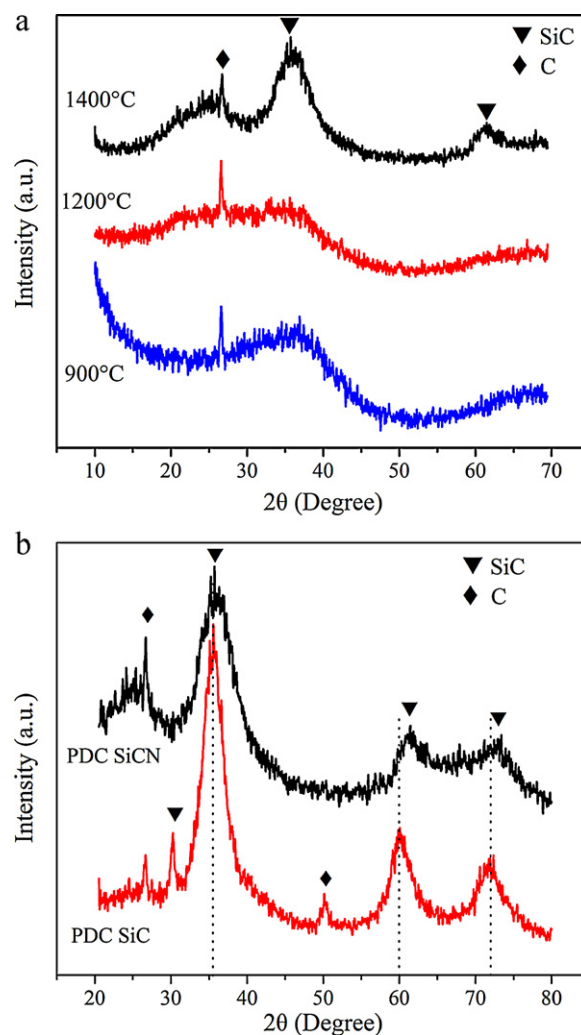 a
▼ SiC
◆ C
1400°C
1200°C
900°C
Intensity (a.u.)
10 20 30 40 50 60 70
2θ (Degree)
b
▼ SiC
◆ C
PDC SiCN
PDC SiC
Intensity (a.u.)
20 30 40 50 60 70 80
2θ (Degree)